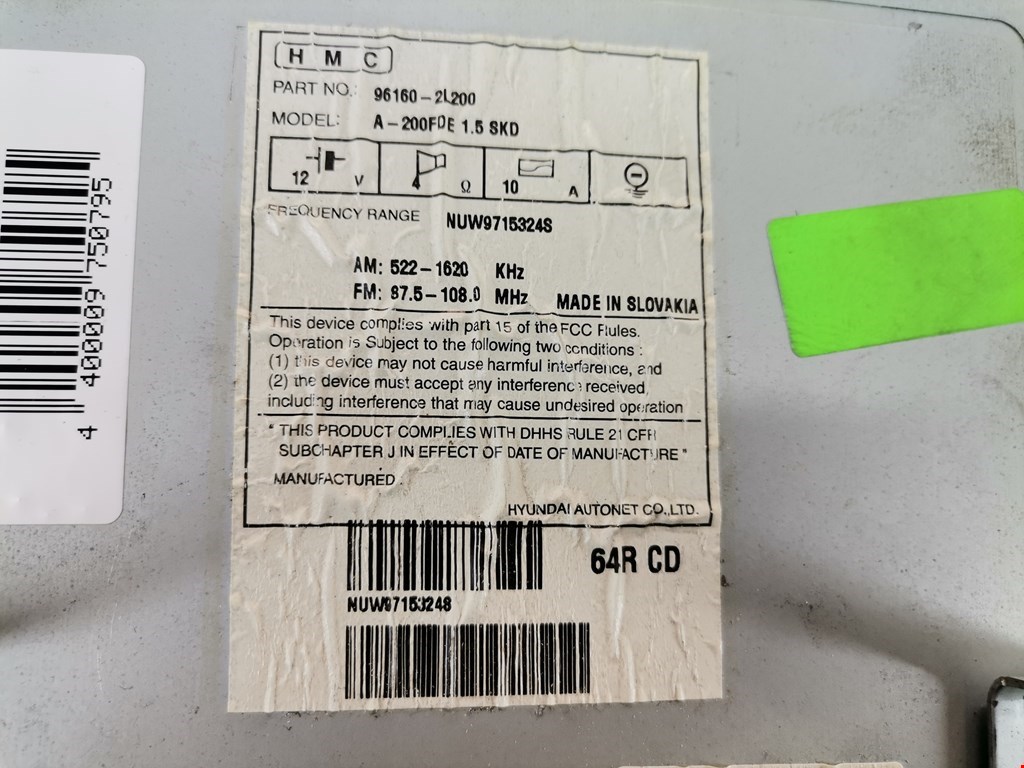 HMC
PART NO.: 96160-2L200
MODEL: A-200FDE 1.5 SKD
12 V 4 Ω 10 A
FREQUENCY RANGE NUW9715324S
AM: 522-1620 KHz
FM: 87.5-108.0 MHz MADE IN SLOVAKIA
This device complies with part 15 of the FCC Rules.
Operation is Subject to the following two conditions :
(1) this device may not cause harmful interference, and
(2) the device must accept any interference received,
including interference that may cause undesired operation
" THIS PRODUCT COMPLIES WITH DHHS RULE 21 CFR
SUBCHAPTER J IN EFFECT OF DATE OF MANUFACTURE "
MANUFACTURED :
HYUNDAI AUTONET CO.,LTD.
64R CD
NUW9715324S
4 400009 750795